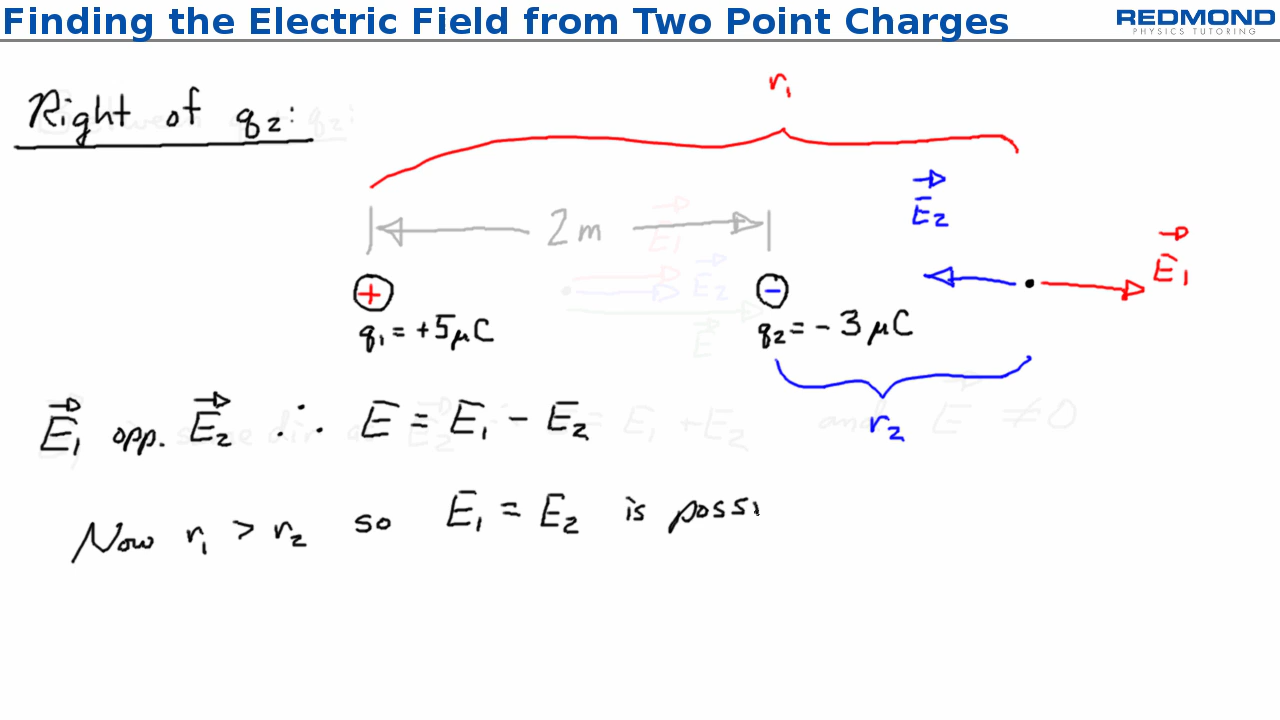 Finding the Electric Field from Two Point Charges
REDMOND
PHYSICS TUTORING
Right of q₂:
r₁
E₂
2m
E₁
+
-
q₁ = +5μC
q₂ = - 3μC
r₂
E₁ opp. E₂ ∴ E = E₁ - E₂
Now r₁ > r₂ so E₁ = E₂ is possi